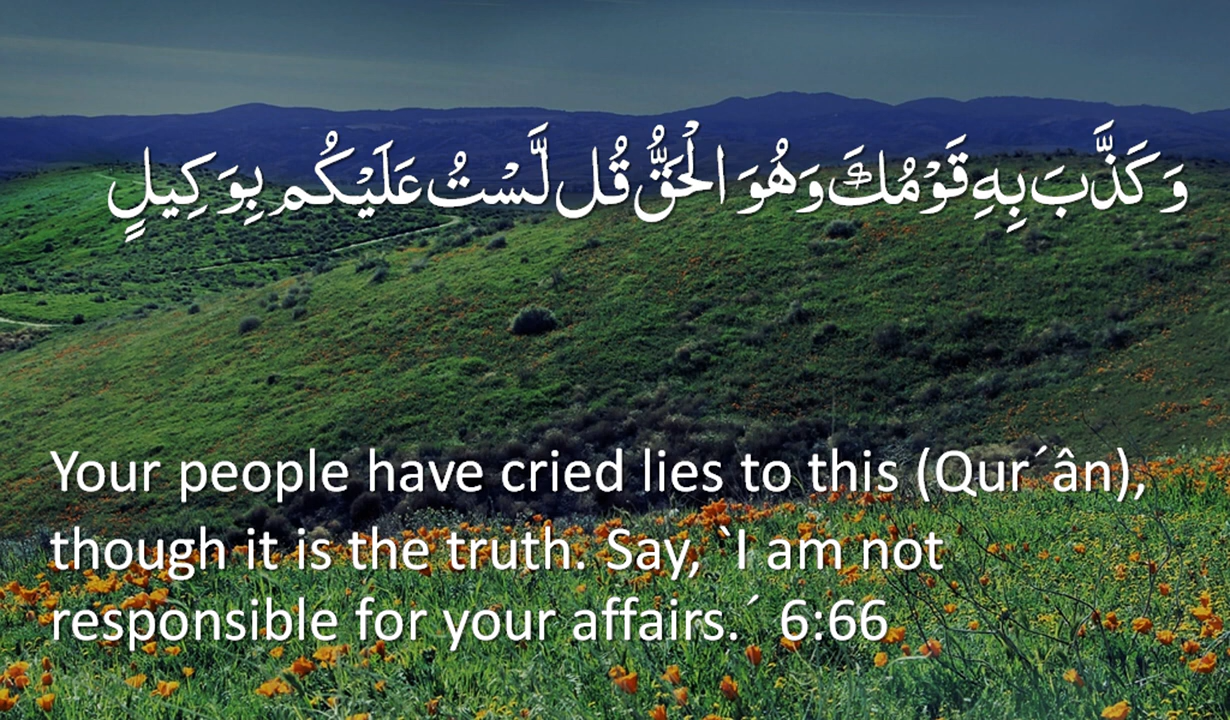 وَكَذَّبَ بِهِ قَوْمُكَ وَهُوَ الْحَقُّ قُل لَّسْتُ عَلَيْكُم بِوَكِيلٍ
Your people have cried lies to this (Qur´ân),
though it is the truth. Say, `I am not
responsible for your affairs.´ 6:66